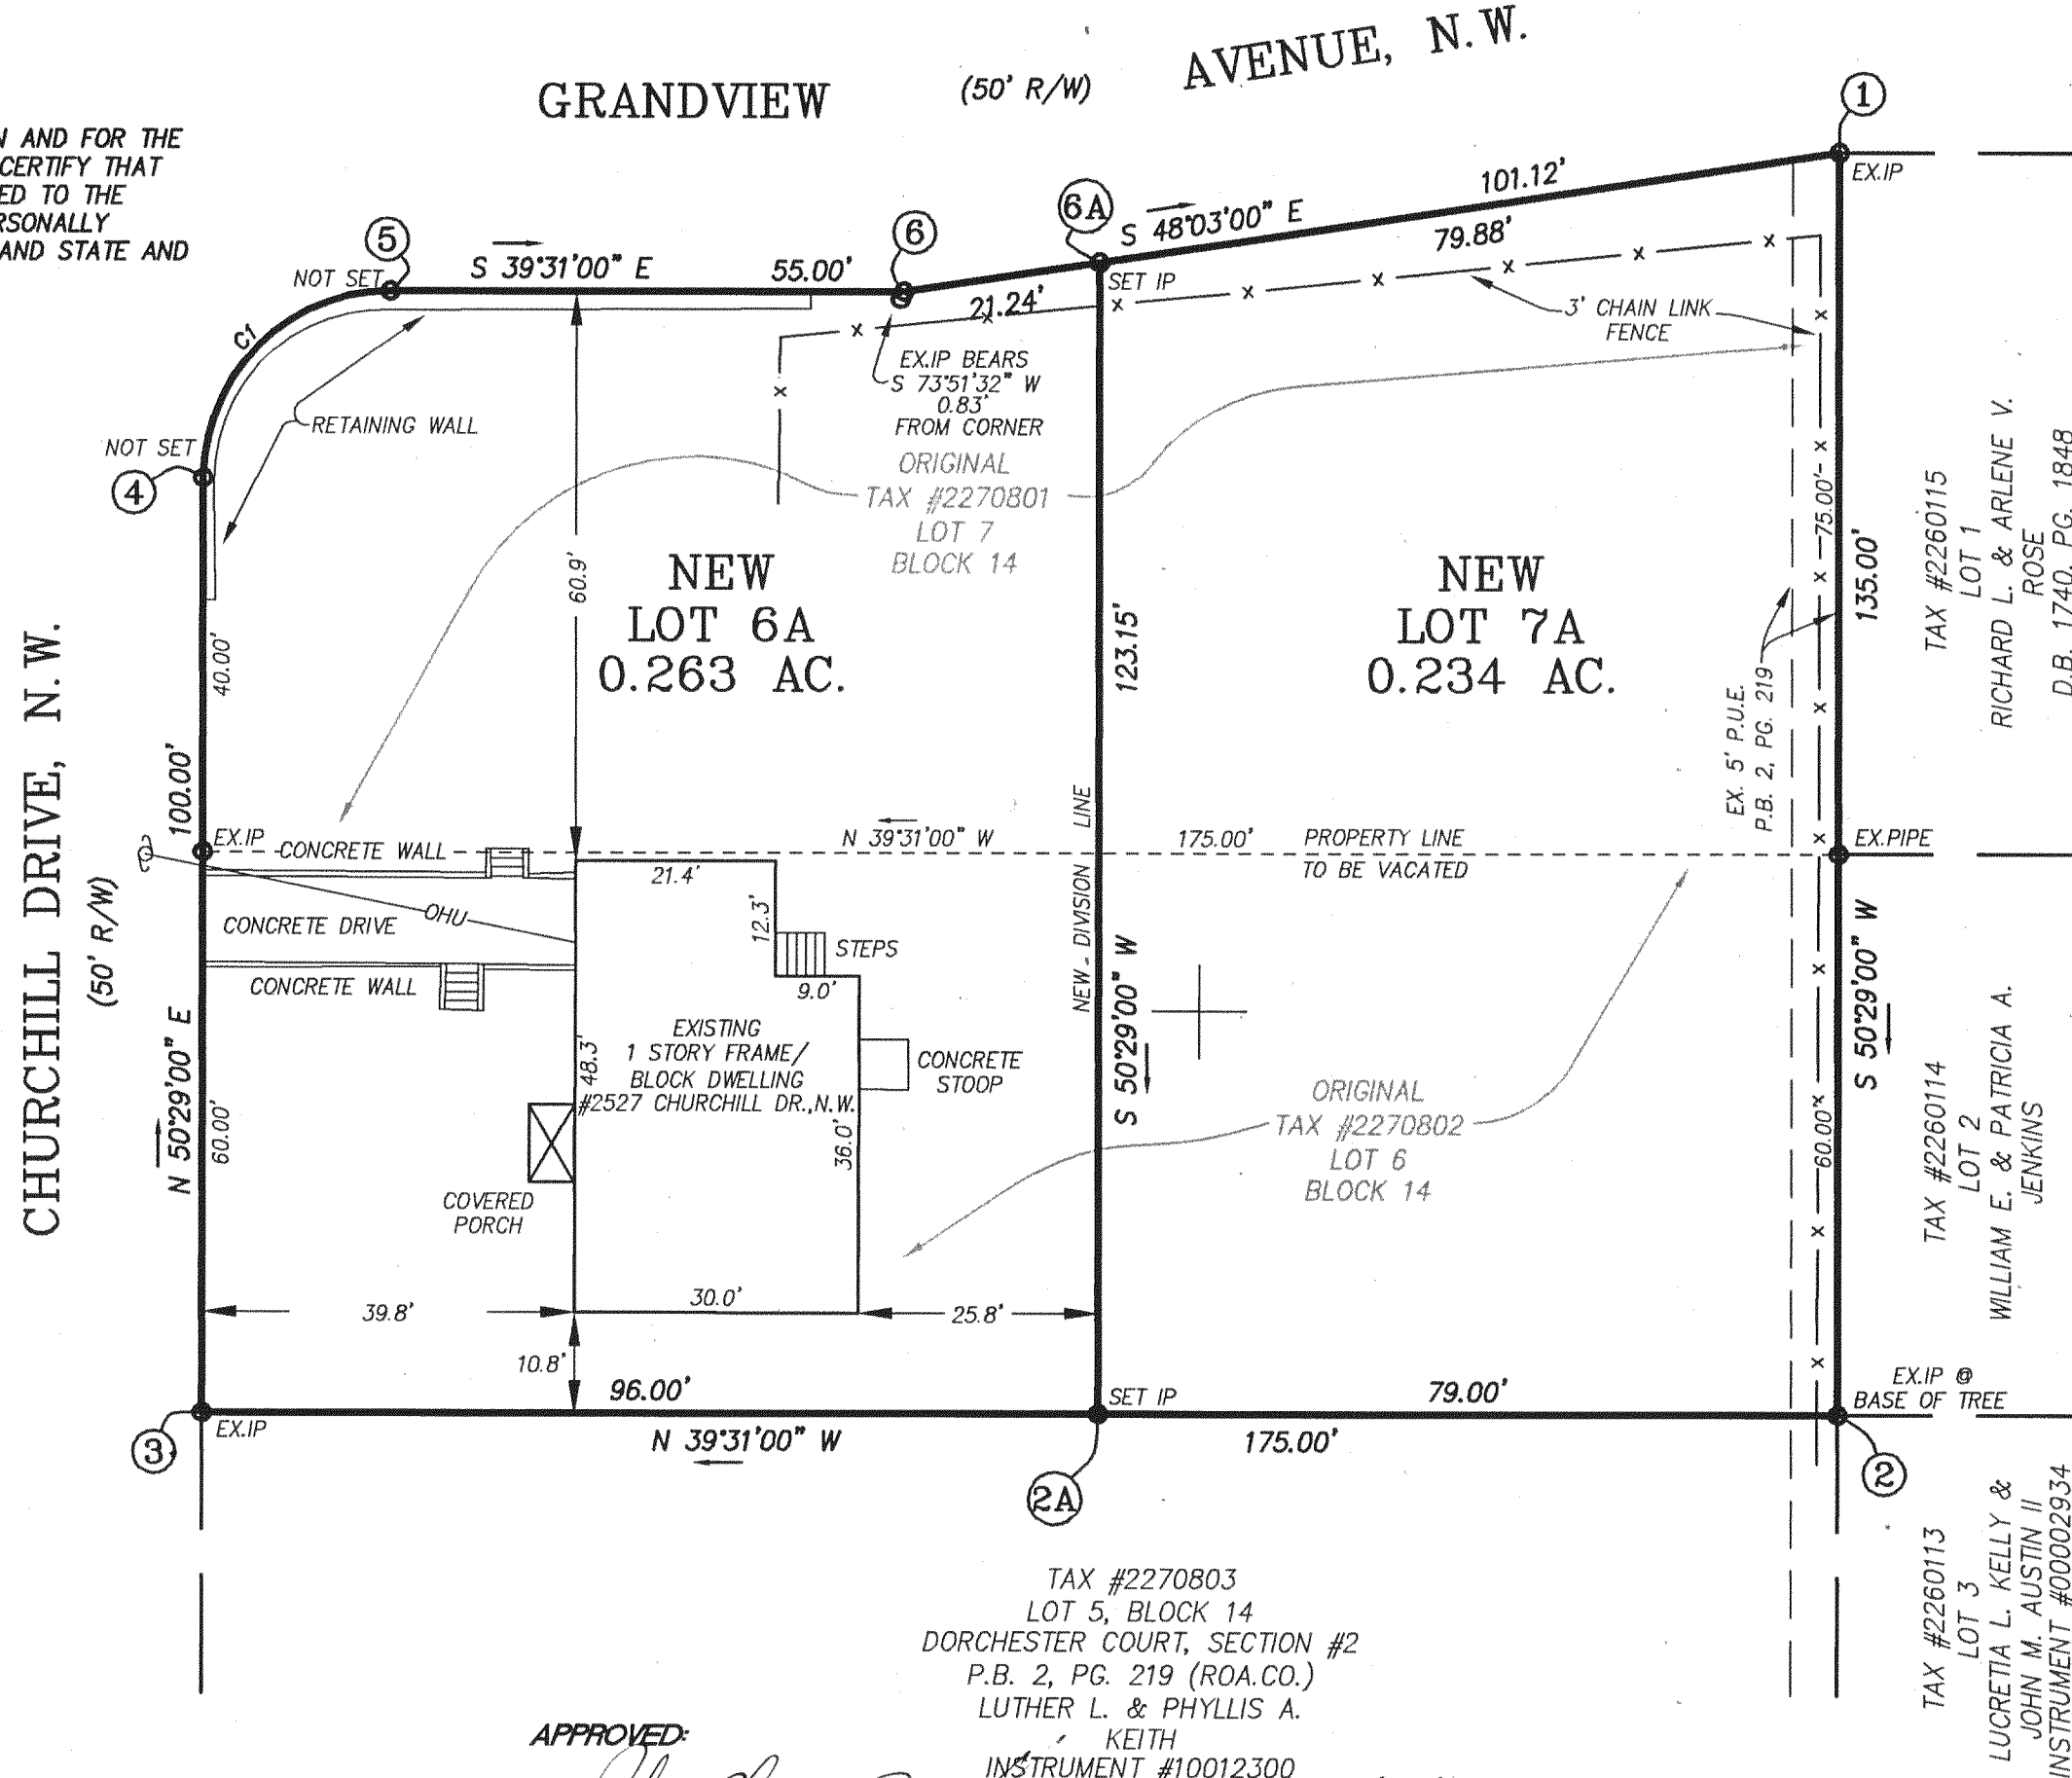 GRANDVIEW
(50' R/W)
AVENUE, N.W.
N AND FOR THE
CERTIFY THAT
ED TO THE
RSONALLY
AND STATE AND
1
EX.IP
101.12'
6A
S 48°03'00" E
79.88'
5
6
S 39°31'00" E
55.00'
NOT SET
SET IP
21.24'
3' CHAIN LINK
FENCE
C1
EX.IP BEARS
S 73°51'32" W
0.83'
FROM CORNER
RETAINING WALL
NOT SET
4
ORIGINAL
TAX #2270801
LOT 7
BLOCK 14
60.9'
NEW
LOT 6A
0.263 AC.
NEW
LOT 7A
0.234 AC.
123.15'
75.00'
135.00'
TAX #2260115
LOT 1
RICHARD L. & ARLENE V.
ROSE
D.B. 1740, PG. 1848
EX. 5' P.U.E.
P.B. 2, PG. 219
CHURCHILL DRIVE, N.W.
(50' R/W)
40.00'
100.00'
EX.IP
CONCRETE WALL
N 39°31'00" W
175.00'
PROPERTY LINE
TO BE VACATED
EX.PIPE
NEW DIVISION LINE
21.4'
12.3'
OHU
CONCRETE DRIVE
STEPS
CONCRETE WALL
9.0'
EXISTING
1 STORY FRAME/
BLOCK DWELLING
#2527 CHURCHILL DR.,N.W.
48.3'
36.0'
CONCRETE
STOOP
S 50°29'00" W
S 50°29'00" W
N 50°29'00" E
60.00'
60.00'
ORIGINAL
TAX #2270802
LOT 6
BLOCK 14
TAX #2260114
LOT 2
WILLIAM E. & PATRICIA A.
JENKINS
COVERED
PORCH
39.8'
30.0'
25.8'
10.8'
96.00'
SET IP
79.00'
EX.IP @
BASE OF TREE
3
EX.IP
N 39°31'00" W
175.00'
2A
2
TAX #2260113
LOT 3
LUCRETIA L. KELLY &
JOHN M. AUSTIN II
INSTRUMENT #00002934
TAX #2270803
LOT 5, BLOCK 14
DORCHESTER COURT, SECTION #2
P.B. 2, PG. 219 (ROA.CO.)
LUTHER L. & PHYLLIS A.
KEITH
INSTRUMENT #10012300
APPROVED: